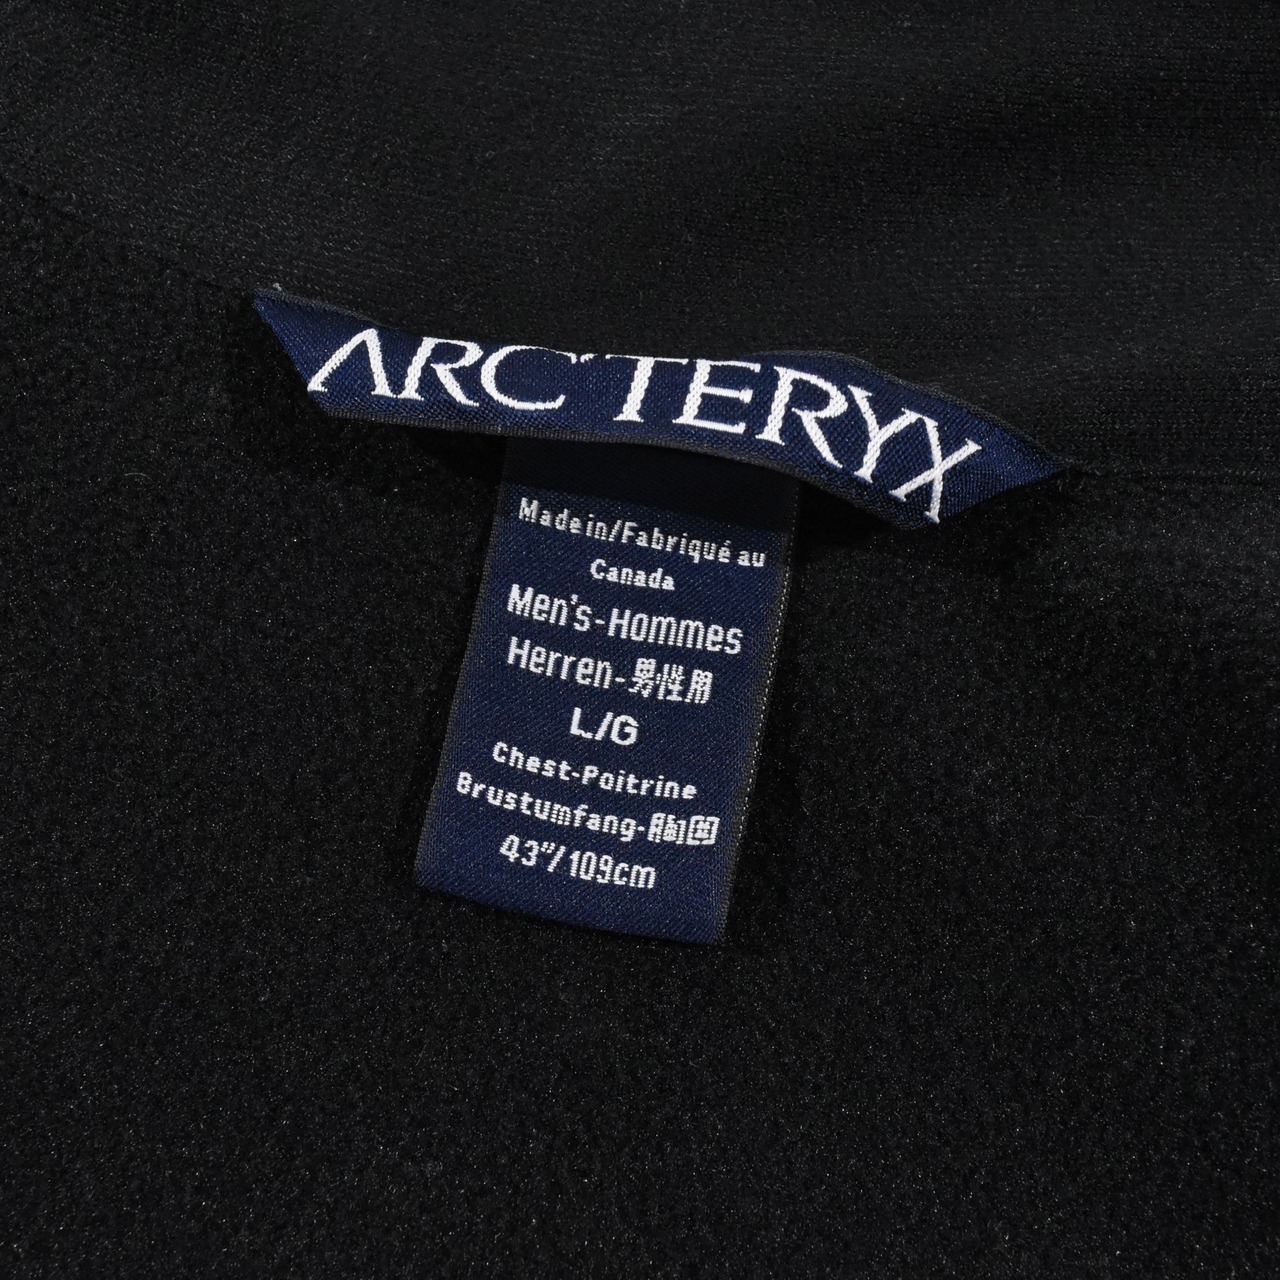 ARC'TERYX
Made in/Fabriqué au
Canada
Men's-Hommes
Herren-男性用
L/G
Chest-Poitrine
Brustumfang-胸囲
43"/109cm